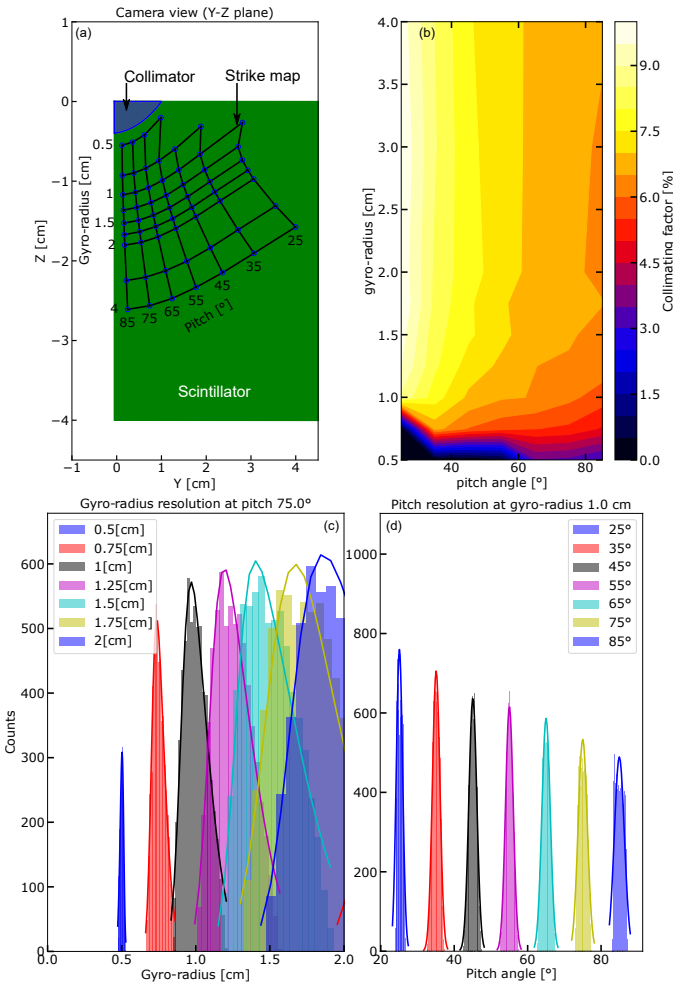 Camera view (Y-Z plane)
(a)
Collimator
Strike map
1
0
−1
−2
−3
−4
Z [cm]
Gyro-radius [cm]
0.5
1
1.5
2
4
85
75
65
55
45
35
25
Pitch [°]
Scintillator
−1
0
1
2
3
4
Y [cm]
(b)
4.0
3.0
2.0
1.0
0.5
gyro-radius [cm]
40
60
80
pitch angle [°]
9.0
7.5
6.0
4.5
3.0
1.5
0.0
Collimating factor [%]
Gyro-radius resolution at pitch 75.0°
(c)
0.5[cm]
0.75[cm]
1[cm]
1.25[cm]
1.5[cm]
1.75[cm]
2[cm]
600
500
400
300
200
100
0
Counts
0.0
0.5
1.0
1.5
2.0
Gyro-radius [cm]
Pitch resolution at gyro-radius 1.0 cm
(d)
25°
35°
45°
55°
65°
75°
85°
1000
800
600
400
200
0
20
40
60
80
Pitch angle [°]